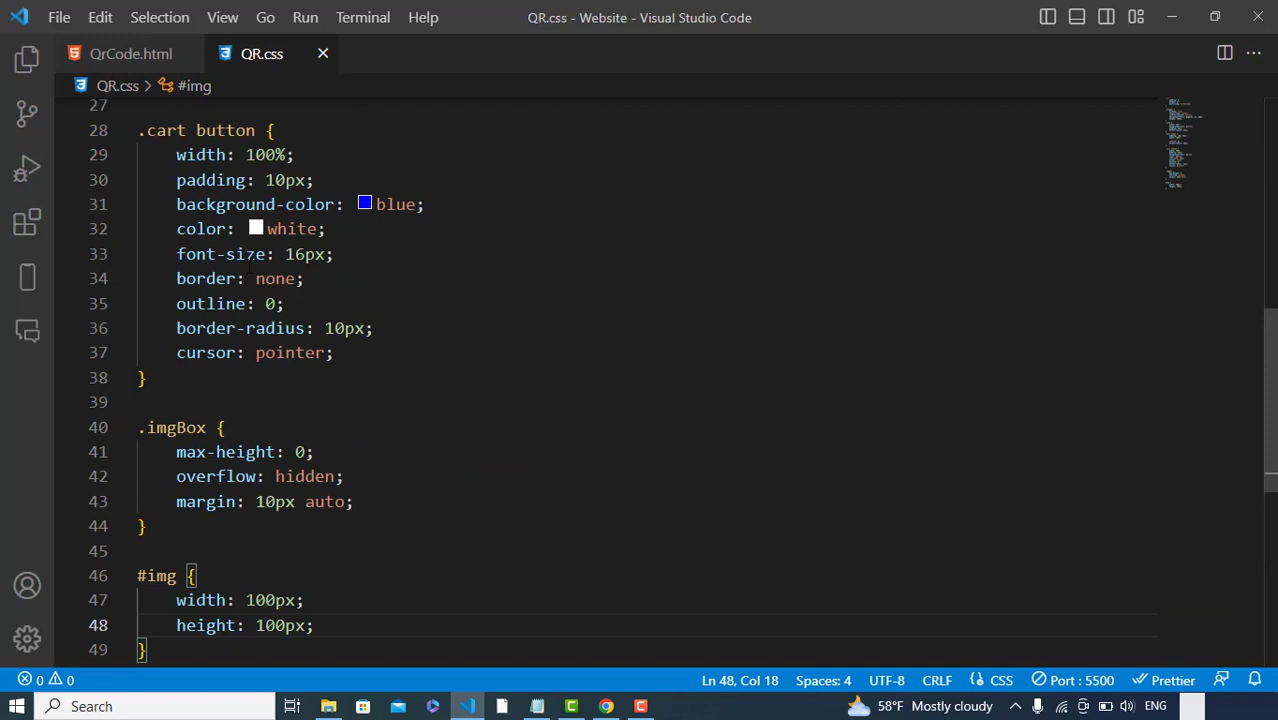 File Edit Selection View Go Run Terminal Help QR.css - Website - Visual Studio Code
QrCode.html QR.css
QR.css > #img
27
28 .cart button {
29 width: 100%;
30 padding: 10px;
31 background-color: blue;
32 color: white;
33 font-size: 16px;
34 border: none;
35 outline: 0;
36 border-radius: 10px;
37 cursor: pointer;
38 }
39
40 .imgBox {
41 max-height: 0;
42 overflow: hidden;
43 margin: 10px auto;
44 }
45
46 #img {
47 width: 100px;
48 height: 100px;
49 }
0 0 Ln 48, Col 18 Spaces: 4 UTF-8 CRLF CSS Port : 5500 Prettier
Search 58°F Mostly cloudy ENG